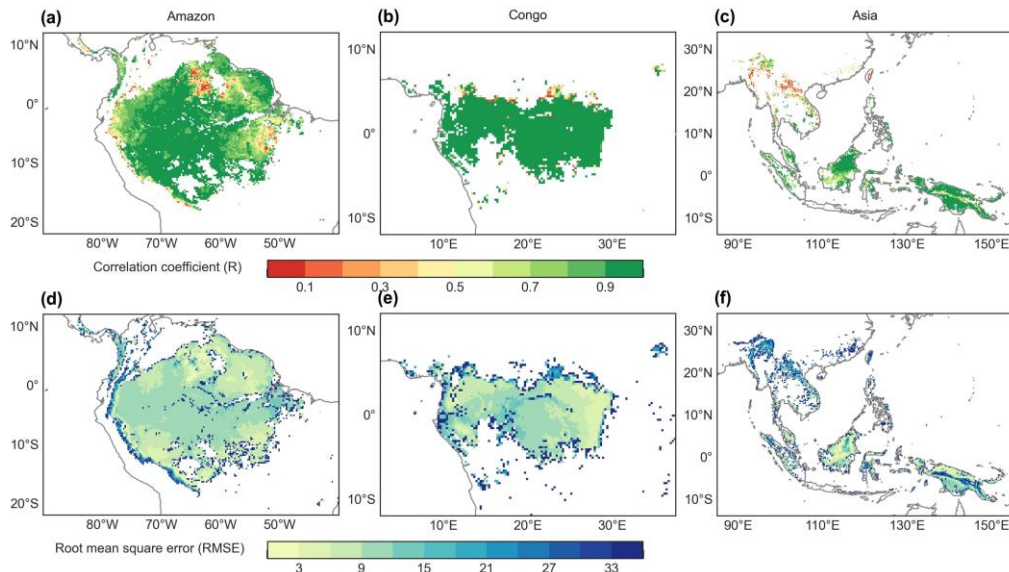 (a) Amazon (b) Congo (c) Asia
10°N 10°N 30°N
20°N
0° 0° 10°N
10°S 0°
20°S 10°S 10°S
80°W 70°W 60°W 50°W 10°E 20°E 30°E 90°E 110°E 130°E 150°E
Correlation coefficient (R)
0.1 0.3 0.5 0.7 0.9
(d) (e) (f)
10°N 10°N 30°N
20°N
0° 0° 10°N
10°S 0°
20°S 10°S 10°S
80°W 70°W 60°W 50°W 40°W 10°E 20°E 30°E 90°E 110°E 130°E 150°E
Root mean square error (RMSE)
3 9 15 21 27 33